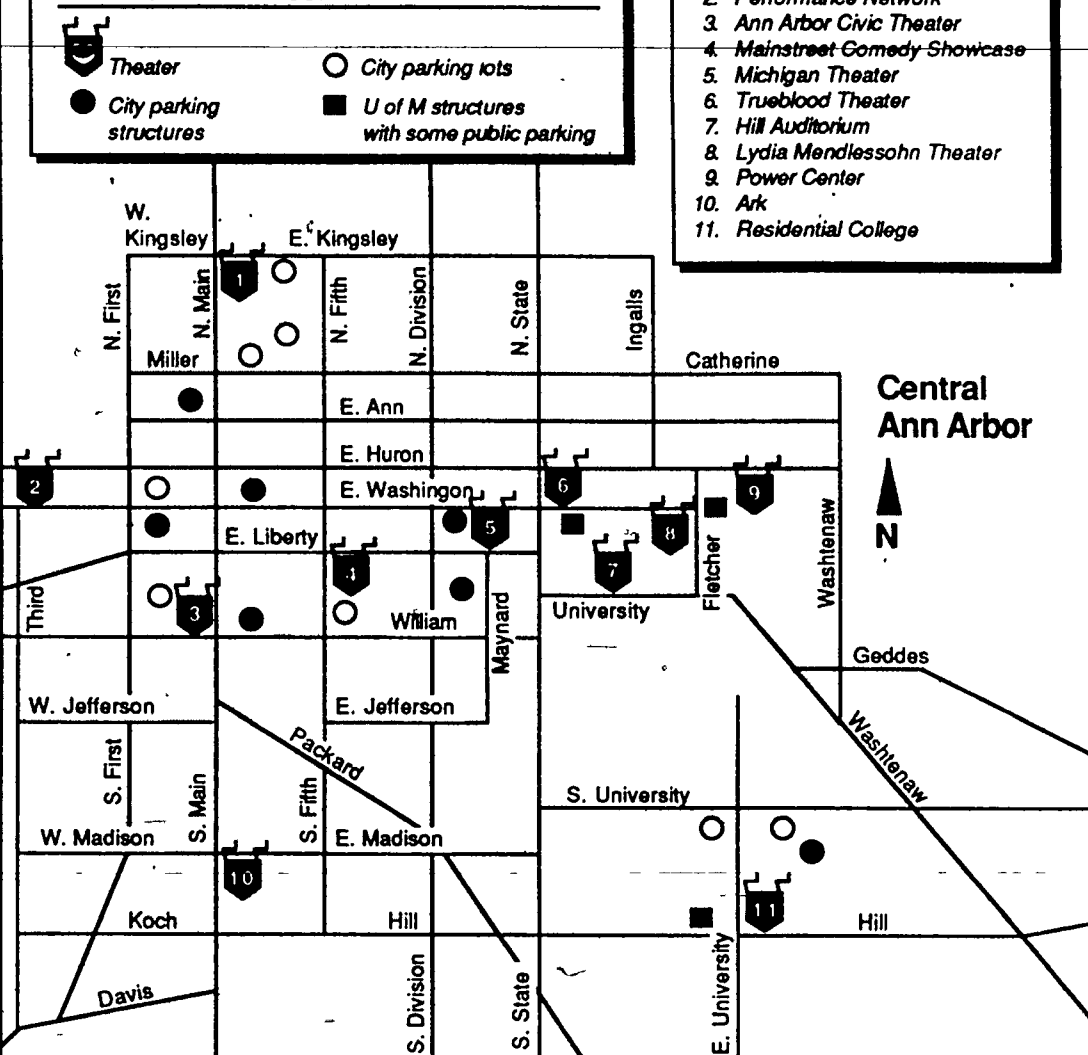 2. Performance Network
3. Ann Arbor Civic Theater
4. Mainstreet Comedy Showcase
5. Michigan Theater
6. Trueblood Theater
7. Hill Auditorium
8. Lydia Mendlessohn Theater
9. Power Center
10. Ark
11. Residential College
Theater
City parking lots
City parking
structures
U of M structures
with some public parking
W.
Kingsley
E. Kingsley
1
N. First
N. Main
N. Fifth
N. Division
N. State
Ingalls
Miller
Catherine
Central
Ann Arbor
N
E. Ann
E. Huron
2
E. Washingon
6
9
5
8
E. Liberty
4
7
Fletcher
Washtenaw
Third
3
William
Maynard
University
Geddes
W. Jefferson
E. Jefferson
Packard
Washtenaw
S. First
S. Main
S. Fifth
S. University
W. Madison
E. Madison
10
11
Koch
Hill
Hill
Davis
S. Division
S. State
E. University